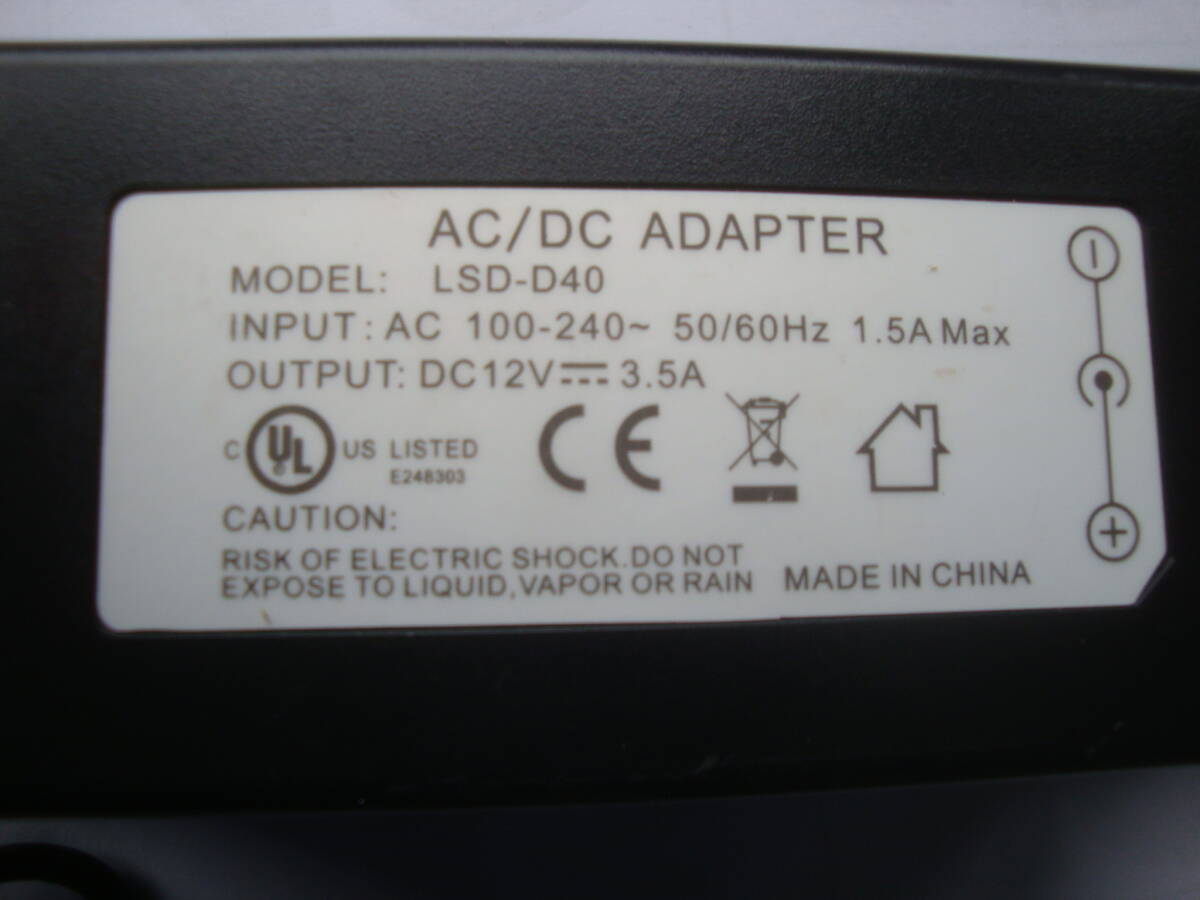 AC/DC ADAPTER
MODEL: LSD-D40
INPUT: AC 100-240~ 50/60Hz 1.5A Max
OUTPUT: DC12V⎓ 3.5A
C UL US LISTED
E248303
CE
CAUTION:
RISK OF ELECTRIC SHOCK.DO NOT
EXPOSE TO LIQUID,VAPOR OR RAIN
MADE IN CHINA